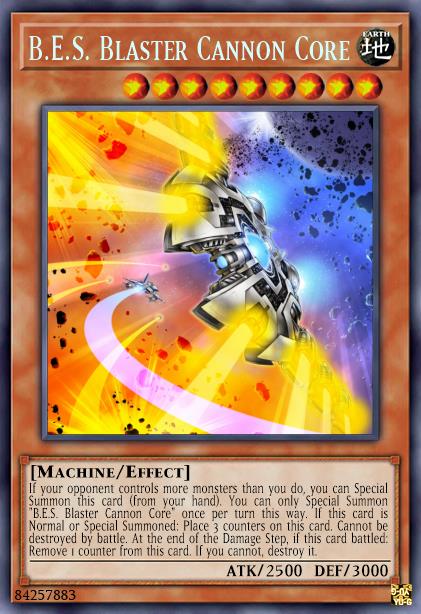 B.E.S. Blaster Cannon Core
EARTH
地
[Machine/Effect]
If your opponent controls more monsters than you do, you can Special
Summon this card (from your hand). You can only Special Summon
"B.E.S. Blaster Cannon Core" once per turn this way. If this card is
Normal or Special Summoned: Place 3 counters on this card. Cannot be
destroyed by battle. At the end of the Damage Step, if this card battled:
Remove 1 counter from this card. If you cannot, destroy it.
ATK/2500 DEF/3000
84257883